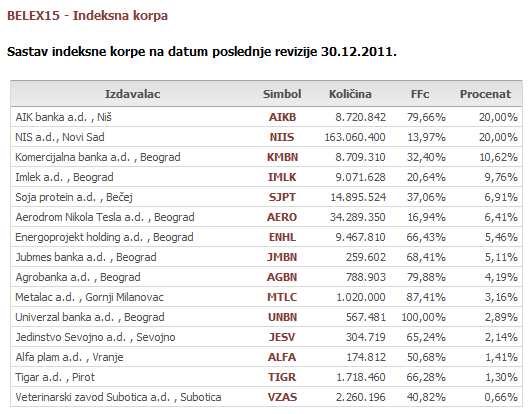 BELEX15 - Indeksna korpa
Sastav indeksne korpe na datum poslednje revizije 30.12.2011.
Izdavalac Simbol Količina FFc Procenat
AIK banka a.d. , Niš AIKB 8.720.842 79,66% 20,00%
NIS a.d., Novi Sad NIIS 163.060.400 13,97% 20,00%
Komercijalna banka a.d. , Beograd KMBN 8.709.310 32,40% 10,62%
Imlek a.d. , Beograd IMLK 9.071.628 20,64% 9,76%
Soja protein a.d. , Bečej SJPT 14.895.524 37,06% 6,91%
Aerodrom Nikola Tesla a.d. , Beograd AERO 34.289.350 16,94% 6,41%
Energoprojekt holding a.d. , Beograd ENHL 9.467.810 66,43% 5,46%
Jubmes banka a.d. , Beograd JMBN 259.602 68,41% 5,11%
Agrobanka a.d. , Beograd AGBN 788.903 79,88% 4,19%
Metalac a.d. , Gornji Milanovac MTLC 1.020.000 87,41% 3,16%
Univerzal banka a.d. , Beograd UNBN 567.481 100,00% 2,89%
Jedinstvo Sevojno a.d. , Sevojno JESV 304.719 65,24% 2,14%
Alfa plam a.d. , Vranje ALFA 174.812 50,68% 1,41%
Tigar a.d. , Pirot TIGR 1.718.460 66,28% 1,30%
Veterinarski zavod Subotica a.d. , Subotica VZAS 2.260.196 40,82% 0,66%